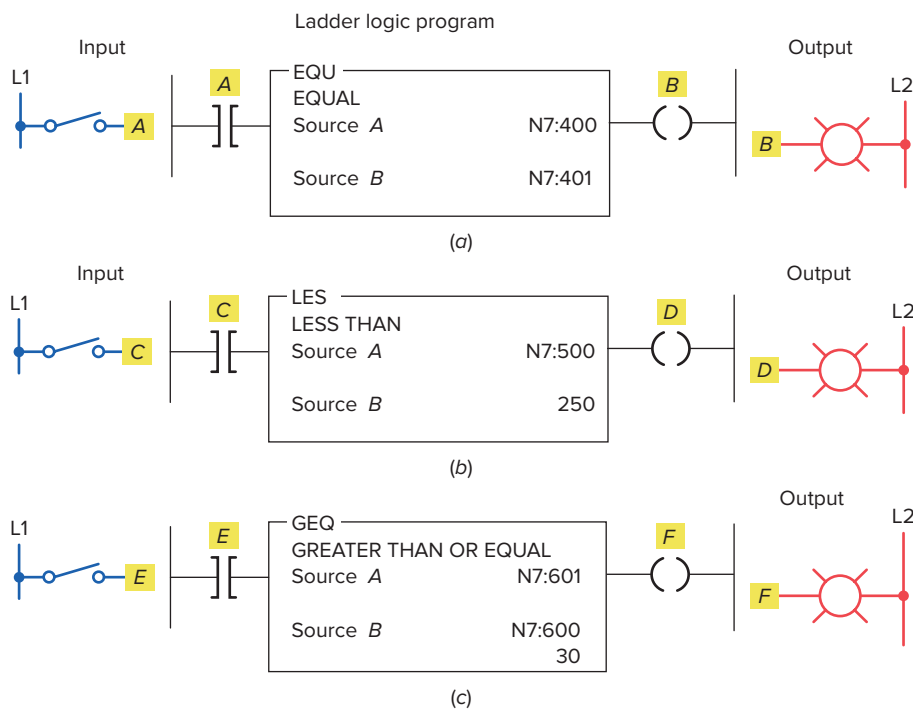 Ladder logic program
Input
Output
L1
L2
A
A
EQU
EQUAL
Source A N7:400
Source B N7:401
B
B
(a)
Input
Output
L1
L2
C
C
LES
LESS THAN
Source A N7:500
Source B 250
D
D
(b)
Output
L1
L2
E
E
GEQ
GREATER THAN OR EQUAL
Source A N7:601
Source B N7:600
30
F
F
(c)